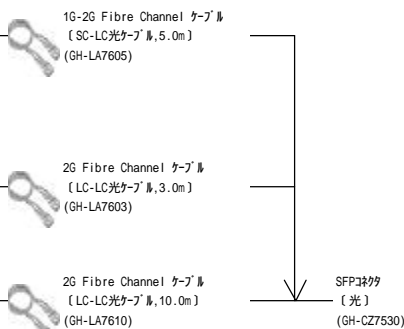 1G-2G Fibre Channel ｹｰﾌﾞﾙ
〔SC-LC光ｹｰﾌﾞﾙ,5.0m〕
(GH-LA7605)
2G Fibre Channel ｹｰﾌﾞﾙ
〔LC-LC光ｹｰﾌﾞﾙ,3.0m〕
(GH-LA7603)
2G Fibre Channel ｹｰﾌﾞﾙ
〔LC-LC光ｹｰﾌﾞﾙ,10.0m〕
(GH-LA7610)
SFPｺﾈｸﾀ
〔光〕
(GH-CZ7530)